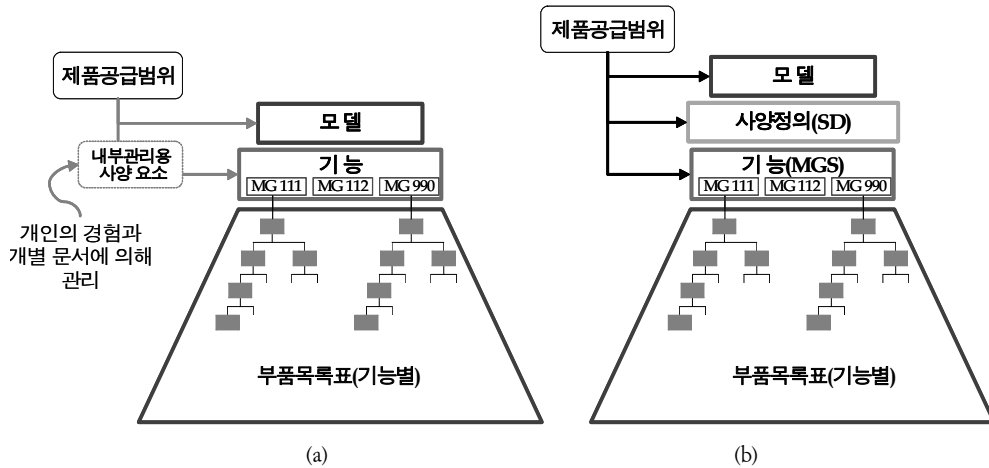 제품공급범위
모 델
내부관리용
사양 요소
기 능
MG 111 MG 112 MG 990
개인의 경험과
개별 문서에 의해
관리
부품목록표(기능별)
(a)
제품공급범위
모 델
사양정의(SD)
기 능(MGS)
MG 111 MG 112 MG 990
부품목록표(기능별)
(b)